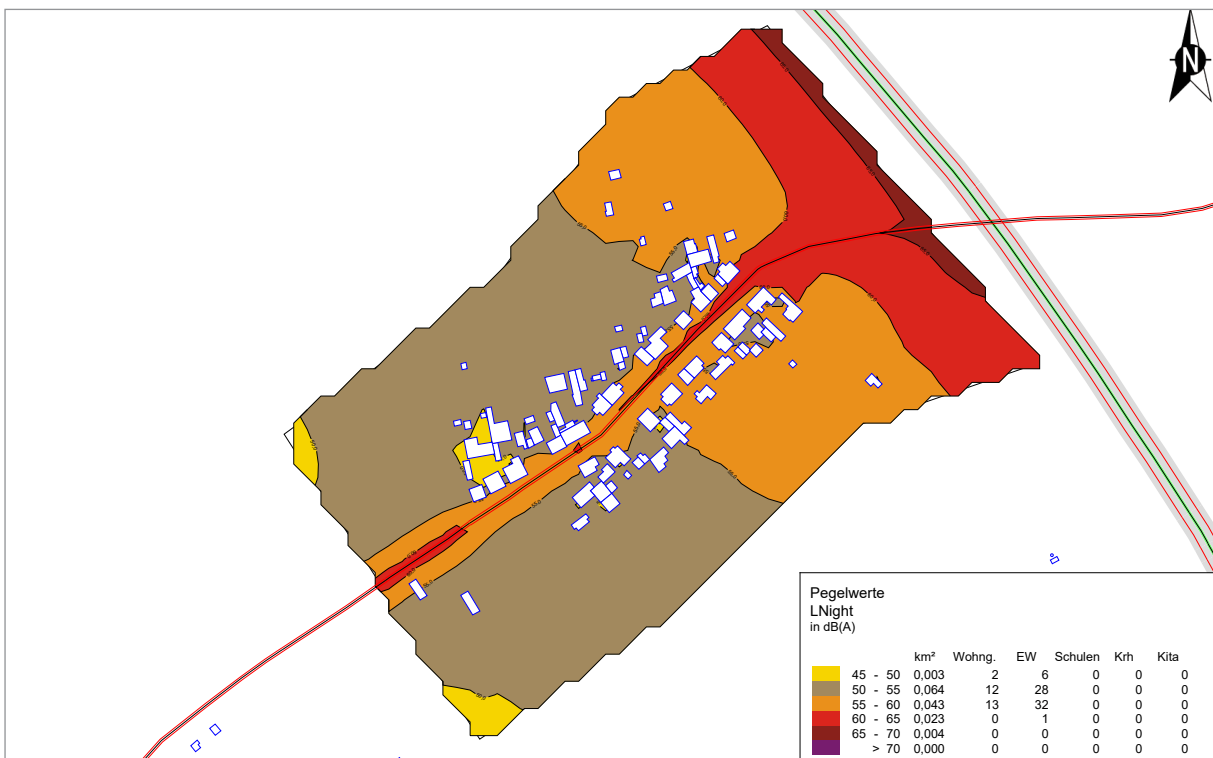 N
Pegelwerte
LNight
in dB(A)
km² Wohng. EW Schulen Krh Kita
45 - 50 0,003 2 6 0 0 0
50 - 55 0,064 12 28 0 0 0
55 - 60 0,043 13 32 0 0 0
60 - 65 0,023 0 1 0 0 0
65 - 70 0,004 0 0 0 0 0
> 70 0,000 0 0 0 0 0